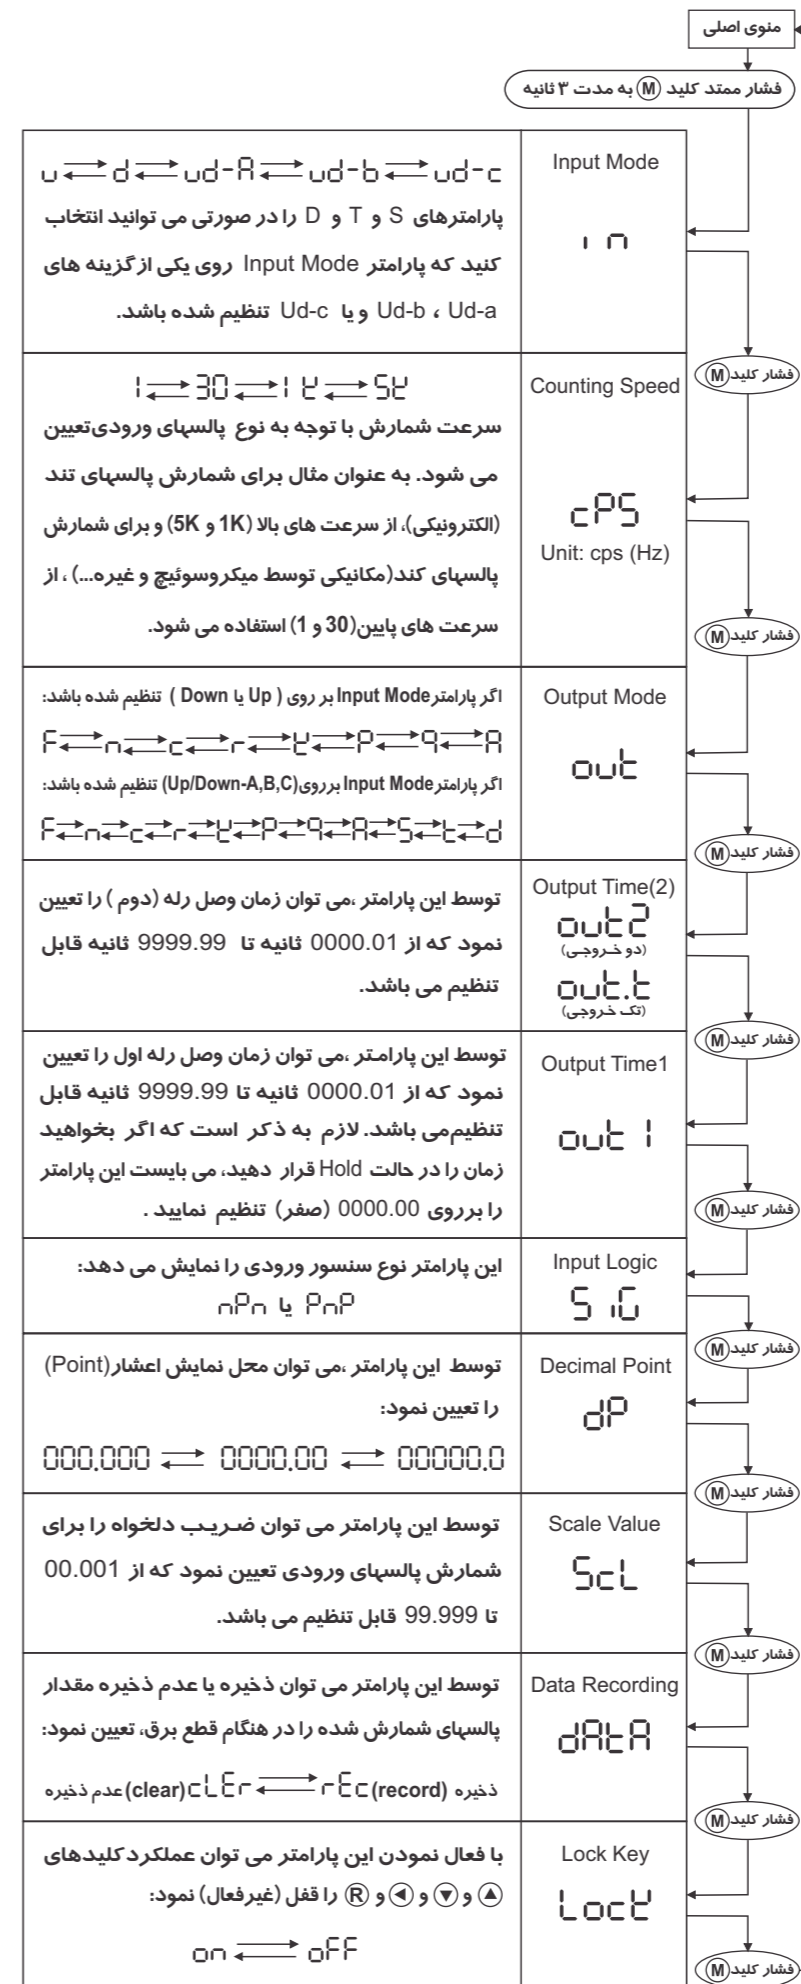 منوی اصلی
فشار ممتد کلید M به مدت ۳ ثانیه
Input Mode
in
u ⇄ d ⇄ ud-A ⇄ ud-b ⇄ ud-c
پارامترهای S و T و D را در صورتی می توانید انتخاب
کنید که پارامتر Input Mode روی یکی از گزینه های
Ud-a ، Ud-b و یا Ud-c تنظیم شده باشد.
فشار کلید M
Counting Speed
cPS
Unit: cps (Hz)
1 ⇄ 30 ⇄ 1K ⇄ 5K
سرعت شمارش با توجه به نوع پالسهای ورودی‌تعیین
می شود. به عنوان مثال برای شمارش پالسهای تند
(الکترونیکی)، از سرعت های بالا (1K و 5K) و برای شمارش
پالسهای کند(مکانیکی توسط میکروسوئیچ و غیره...) ، از
سرعت های پایین(30 و 1) استفاده می شود.
فشار کلید M
Output Mode
out
اگر پارامترInput Mode بر روی ( Up یا Down ) تنظیم شده باشد:
F ⇄ n ⇄ c ⇄ r ⇄ K ⇄ P ⇄ q ⇄ A
اگر پارامترInput Mode برروی(Up/Down-A,B,C) تنظیم شده باشد:
F ⇄ n ⇄ c ⇄ r ⇄ K ⇄ P ⇄ q ⇄ A ⇄ S ⇄ t ⇄ d
فشار کلید M
Output Time(2)
out2
(دو خروجی)
out.t
(تک خروجی)
توسط این پارامتر ،می توان زمان وصل رله (دوم ) را تعیین
نمود که از 0000.01 ثانیه تا 9999.99 ثانیه قابل
تنظیم می باشد.
فشار کلید M
Output Time1
out 1
توسط این پارامتر ،می توان زمان وصل رله اول را تعیین
نمود که از 0000.01 ثانیه تا 9999.99 ثانیه قابل
تنظیم‌می باشد. لازم به ذکر است که اگر بخواهید
زمان را در حالت Hold قرار دهید، می بایست این پارامتر
را برروی 0000.00 (صفر) تنظیم نمایید .
فشار کلید M
Input Logic
SiG
این پارامتر نوع سنسور ورودی را نمایش می دهد:
PnP یا nPn
فشار کلید M
Decimal Point
dP
توسط این پارامتر ،می توان محل نمایش اعشار(Point)
را تعیین نمود:
000.000 ⇄ 0000.00 ⇄ 00000.0
فشار کلید M
Scale Value
ScL
توسط این پارامتر می توان ضریب دلخواه را برای
شمارش پالسهای ورودی تعیین نمود که از 00.001
تا 99.999 قابل تنظیم می باشد.
فشار کلید M
Data Recording
dAtA
توسط این پارامتر می توان ذخیره یا عدم ذخیره مقدار
پالسهای شمارش شده را در هنگام قطع برق، تعیین نمود:
ذخیره (record) rEc ⇄ cLEr (clear) عدم ذخیره
فشار کلید M
Lock Key
LocK
با فعال نمودن این پارامتر می توان عملکرد کلیدهای
▲ و ▼ و ◀ و R را قفل (غیرفعال) نمود:
on ⇄ oFF
فشار کلید M